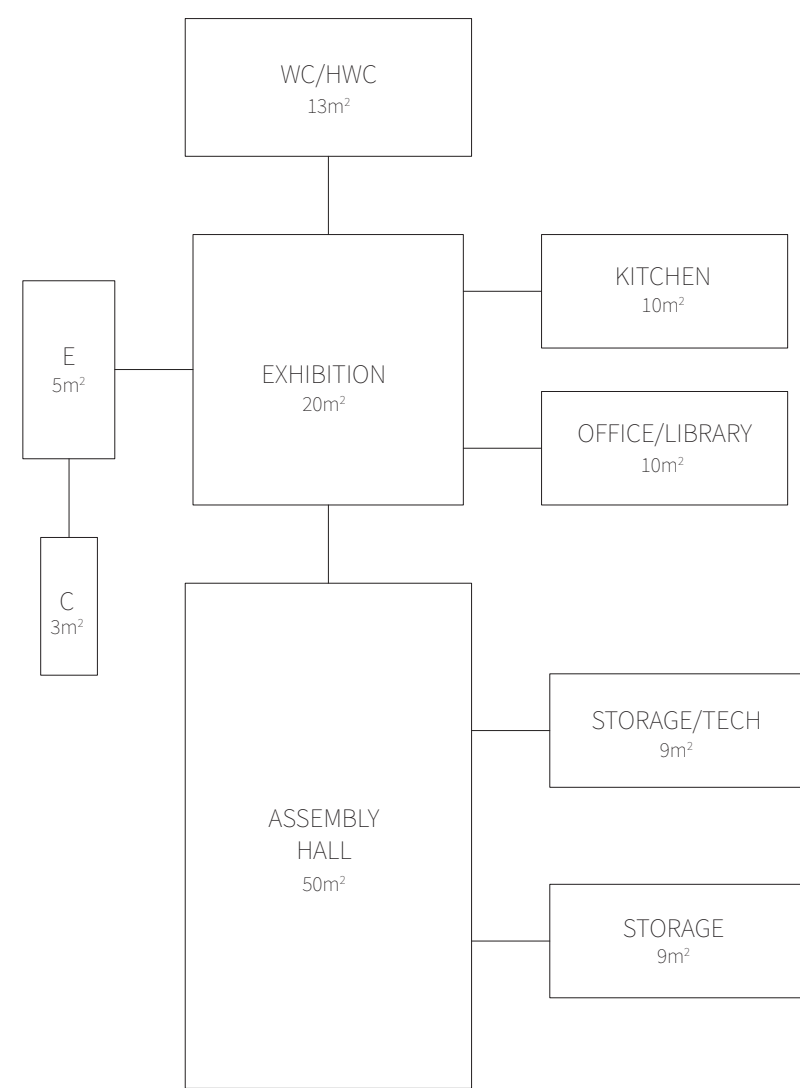 WC/HWC
13m²
KITCHEN
10m²
E
5m²
EXHIBITION
20m²
OFFICE/LIBRARY
10m²
C
3m²
STORAGE/TECH
9m²
ASSEMBLY
HALL
50m²
STORAGE
9m²